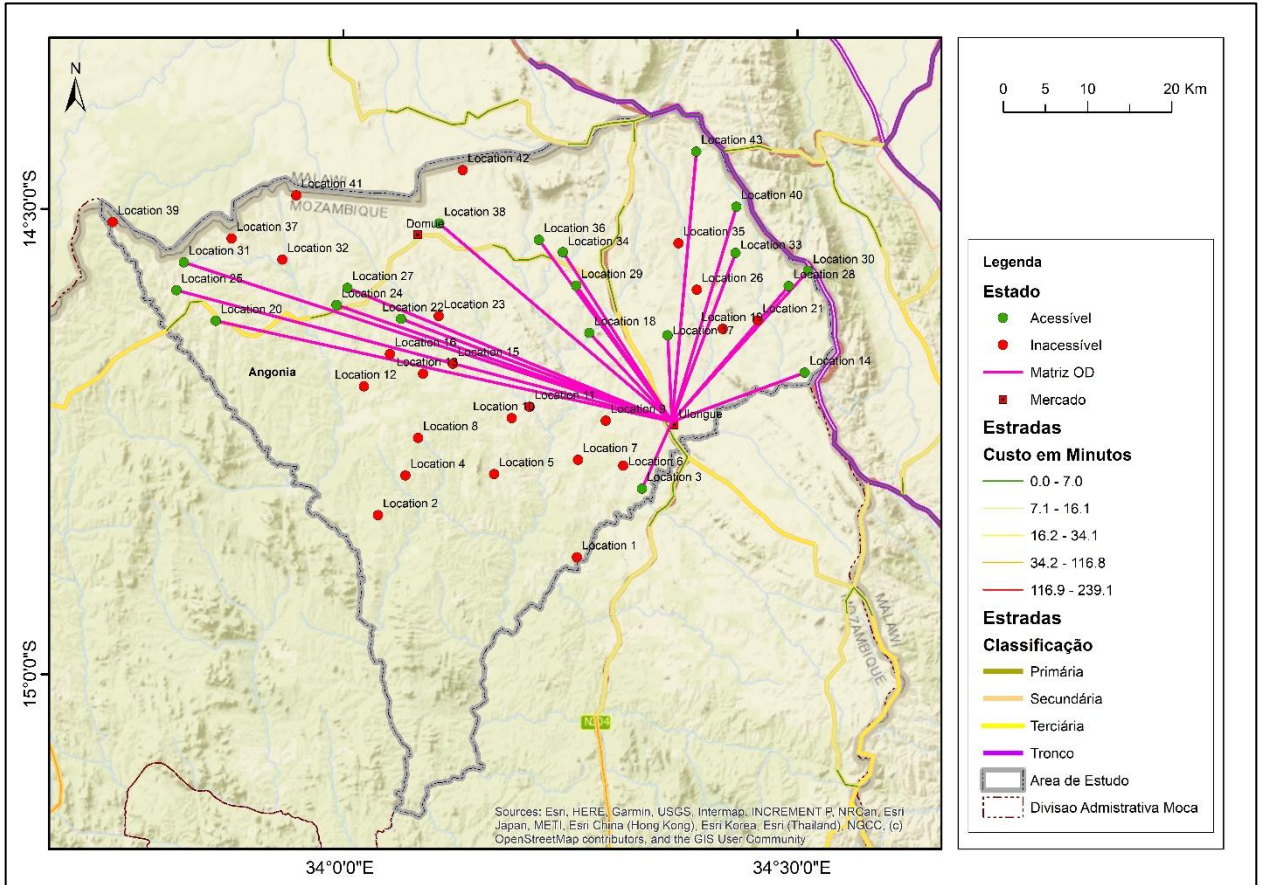 N
0 5 10 20 Km
Location 43
Location 42
MALAWI
Location 41
MOZAMBIQUE
Location 40
14°30'0"S
Location 39
Location 38
Domue
Location 36
Location 37
Location 35
Location 34
Location 33
Location 32
Location 31
Location 30
Location 25
Location 27
Location 29
Location 26
Location 28
Location 24
Location 20
Location 22
Location 23
Location 21
Location 18
Location 19
Location 17
Location 16
Location 15
Angonia
Location 12
Location 13
Location 14
Location 11
Location 10
Location 9
Ulongue
Location 8
Location 7
Location 4
Location 5
Location 6
Location 3
Location 2
Location 1
MALAWI
MOZAMBIQUE
15°0'0"S
N304
Sources: Esri, HERE, Garmin, USGS, Intermap, INCREMENT P, NRCan, Esri
Japan, METI, Esri China (Hong Kong), Esri Korea, Esri (Thailand), NGCC, (c)
OpenStreetMap contributors, and the GIS User Community
34°0'0"E
34°30'0"E
Legenda
Estado
Acessível
Inacessível
Matriz OD
Mercado
Estradas
Custo em Minutos
0.0 - 7.0
7.1 - 16.1
16.2 - 34.1
34.2 - 116.8
116.9 - 239.1
Estradas
Classificação
Primária
Secundária
Terciária
Tronco
Area de Estudo
Divisao Admistrativa Moca